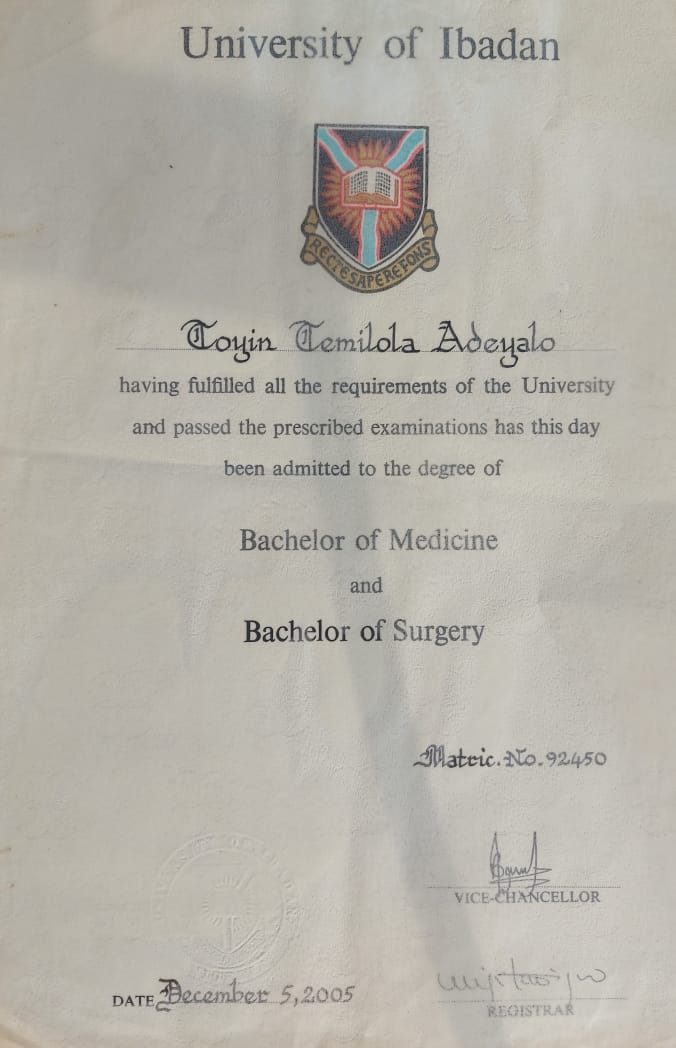 University of Ibadan
RECTE SAPERE FONS
Toyin Temilola Adeyalo
having fulfilled all the requirements of the University
and passed the prescribed examinations has this day
been admitted to the degree of
Bachelor of Medicine
and
Bachelor of Surgery
Matric. No. 92450
VICE-CHANCELLOR
DATE December 5, 2005
REGISTRAR